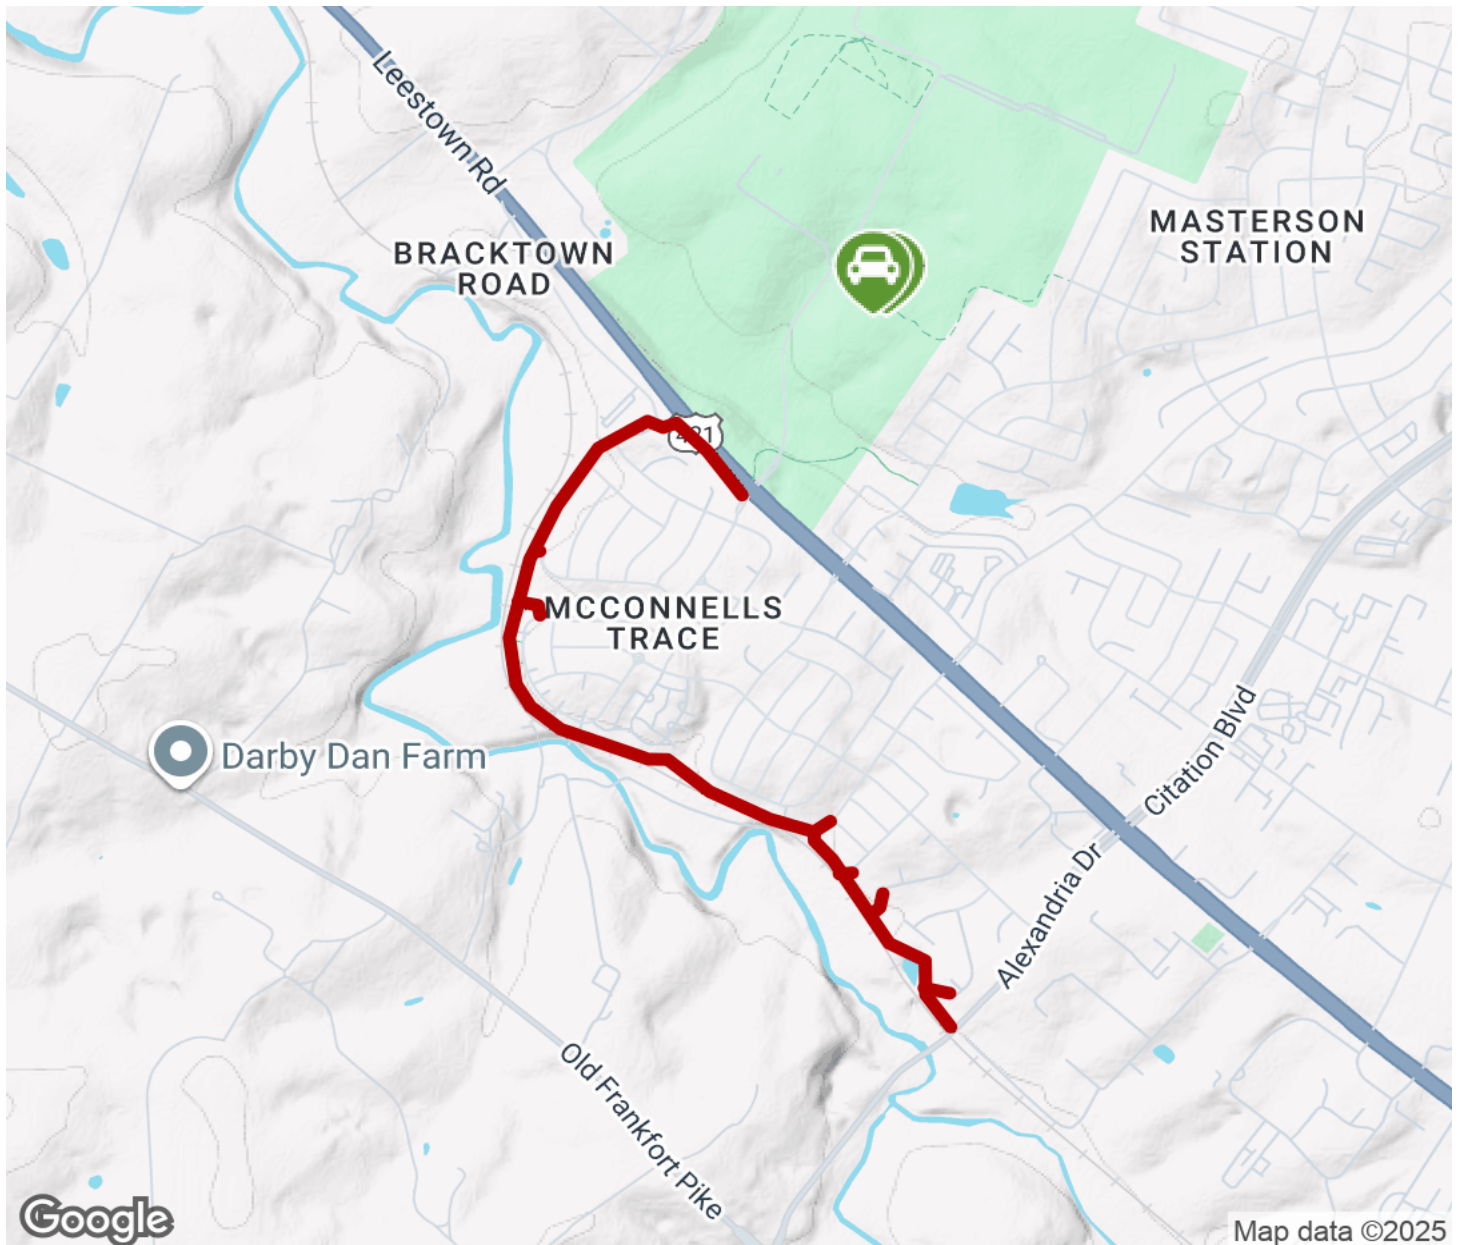 Leestown Rd
BRACKTOWN
ROAD
MASTERSON
STATION
421
MCCONNELLS
TRACE
Darby Dan Farm
Citation Blvd
Alexandria Dr
Old Frankfort Pike
Google
Map data ©2025